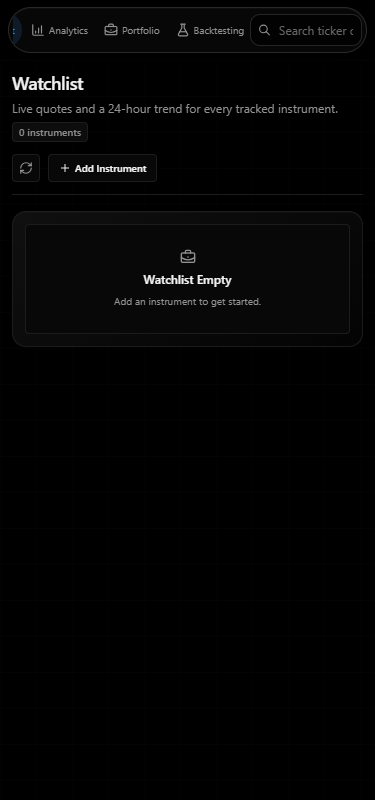 Analytics
Portfolio
Backtesting
Search ticker
Watchlist
Live quotes and a 24-hour trend for every tracked instrument.
0 instruments
Add Instrument
Watchlist Empty
Add an instrument to get started.